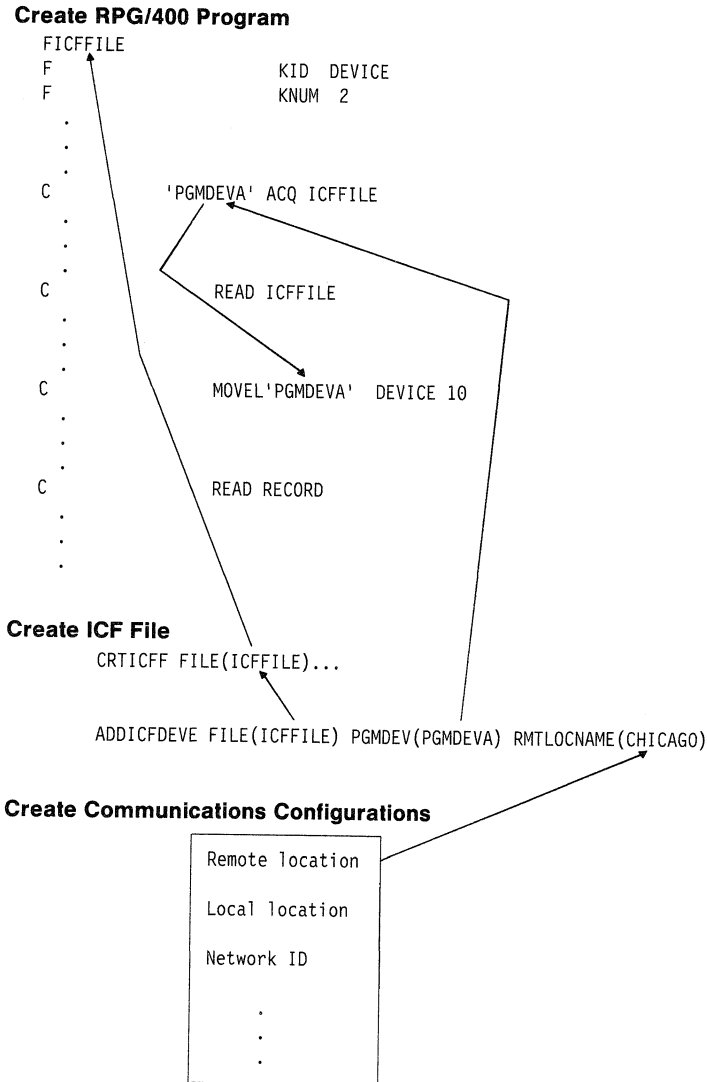 Create RPG/400 Program
FICFFILE
F KID DEVICE
F KNUM 2
.
.
.
C 'PGMDEVA' ACQ ICFFILE
.
.
.
C READ ICFFILE
.
.
.
C MOVEL'PGMDEVA' DEVICE 10
.
.
.
C READ RECORD
.
.
.
Create ICF File
CRTICFF FILE(ICFFILE)...
ADDICFDEVE FILE(ICFFILE) PGMDEV(PGMDEVA) RMTLOCNAME(CHICAGO)
Create Communications Configurations
Remote location
Local location
Network ID
.
.
.